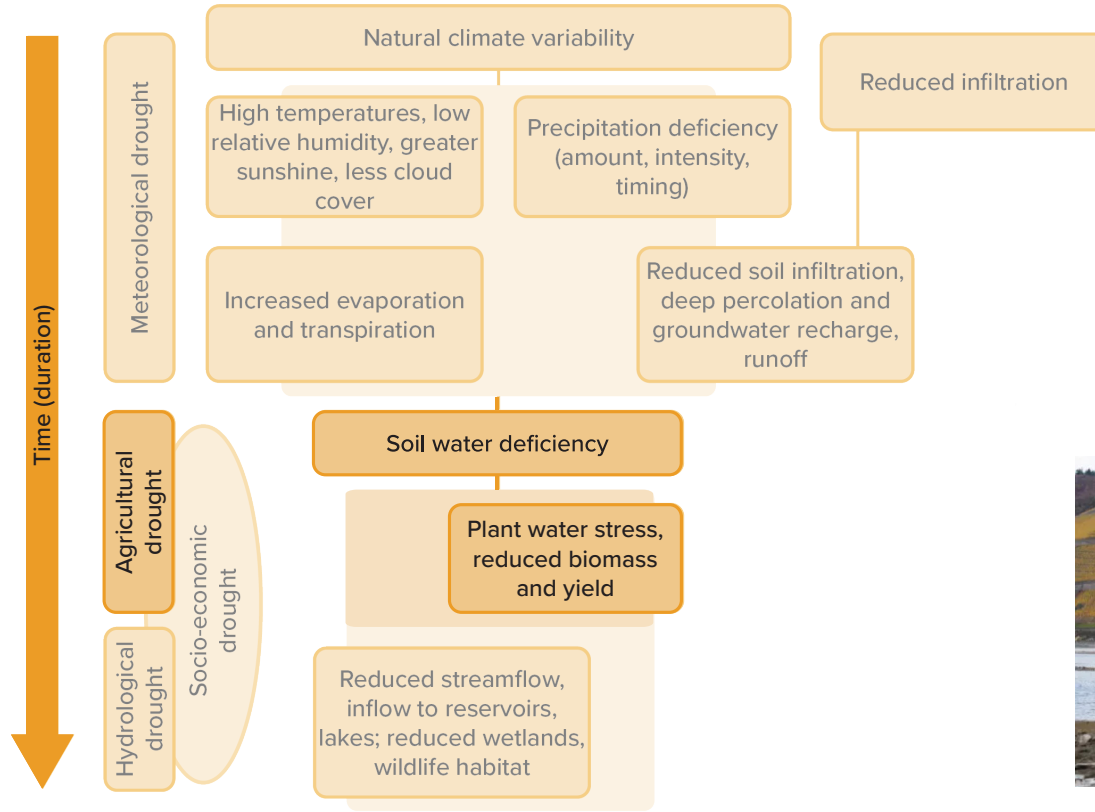 Time (duration)
Meteorological drought
Natural climate variability
Reduced infiltration
High temperatures, low
relative humidity, greater
sunshine, less cloud
cover
Precipitation deficiency
(amount, intensity,
timing)
Increased evaporation
and transpiration
Reduced soil infiltration,
deep percolation and
groundwater recharge,
runoff
Agricultural
drought
Socio-economic
drought
Soil water deficiency
Plant water stress,
reduced biomass
and yield
Hydrological
drought
Reduced streamflow,
inflow to reservoirs,
lakes; reduced wetlands,
wildlife habitat